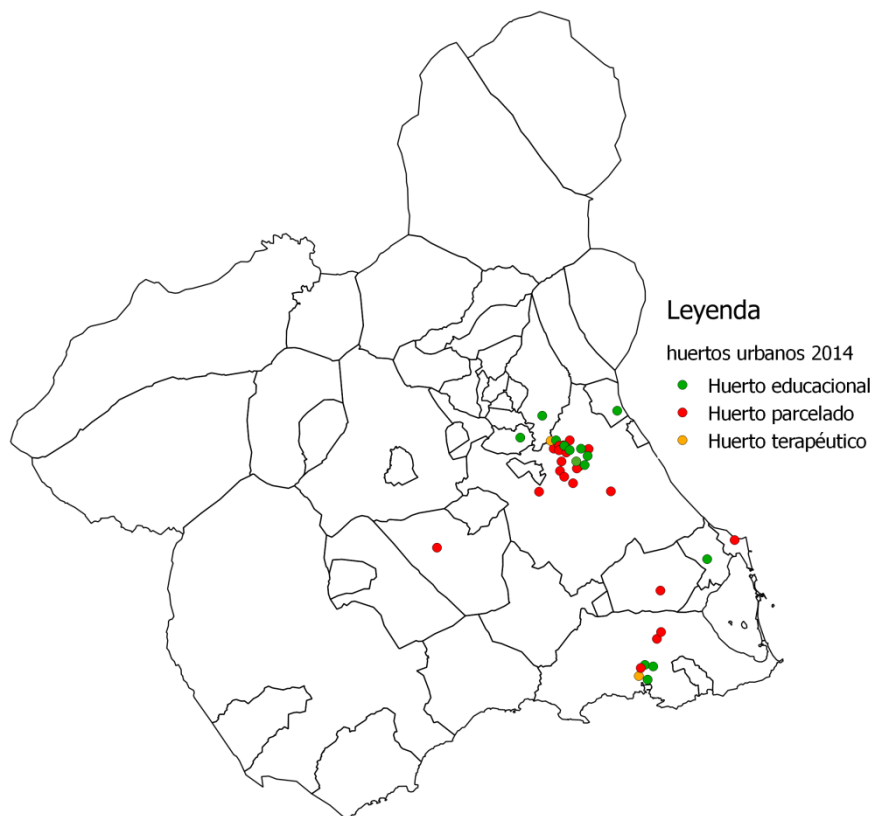 Leyenda
huertos urbanos 2014
Huerto educacional
Huerto parcelado
Huerto terapéutico